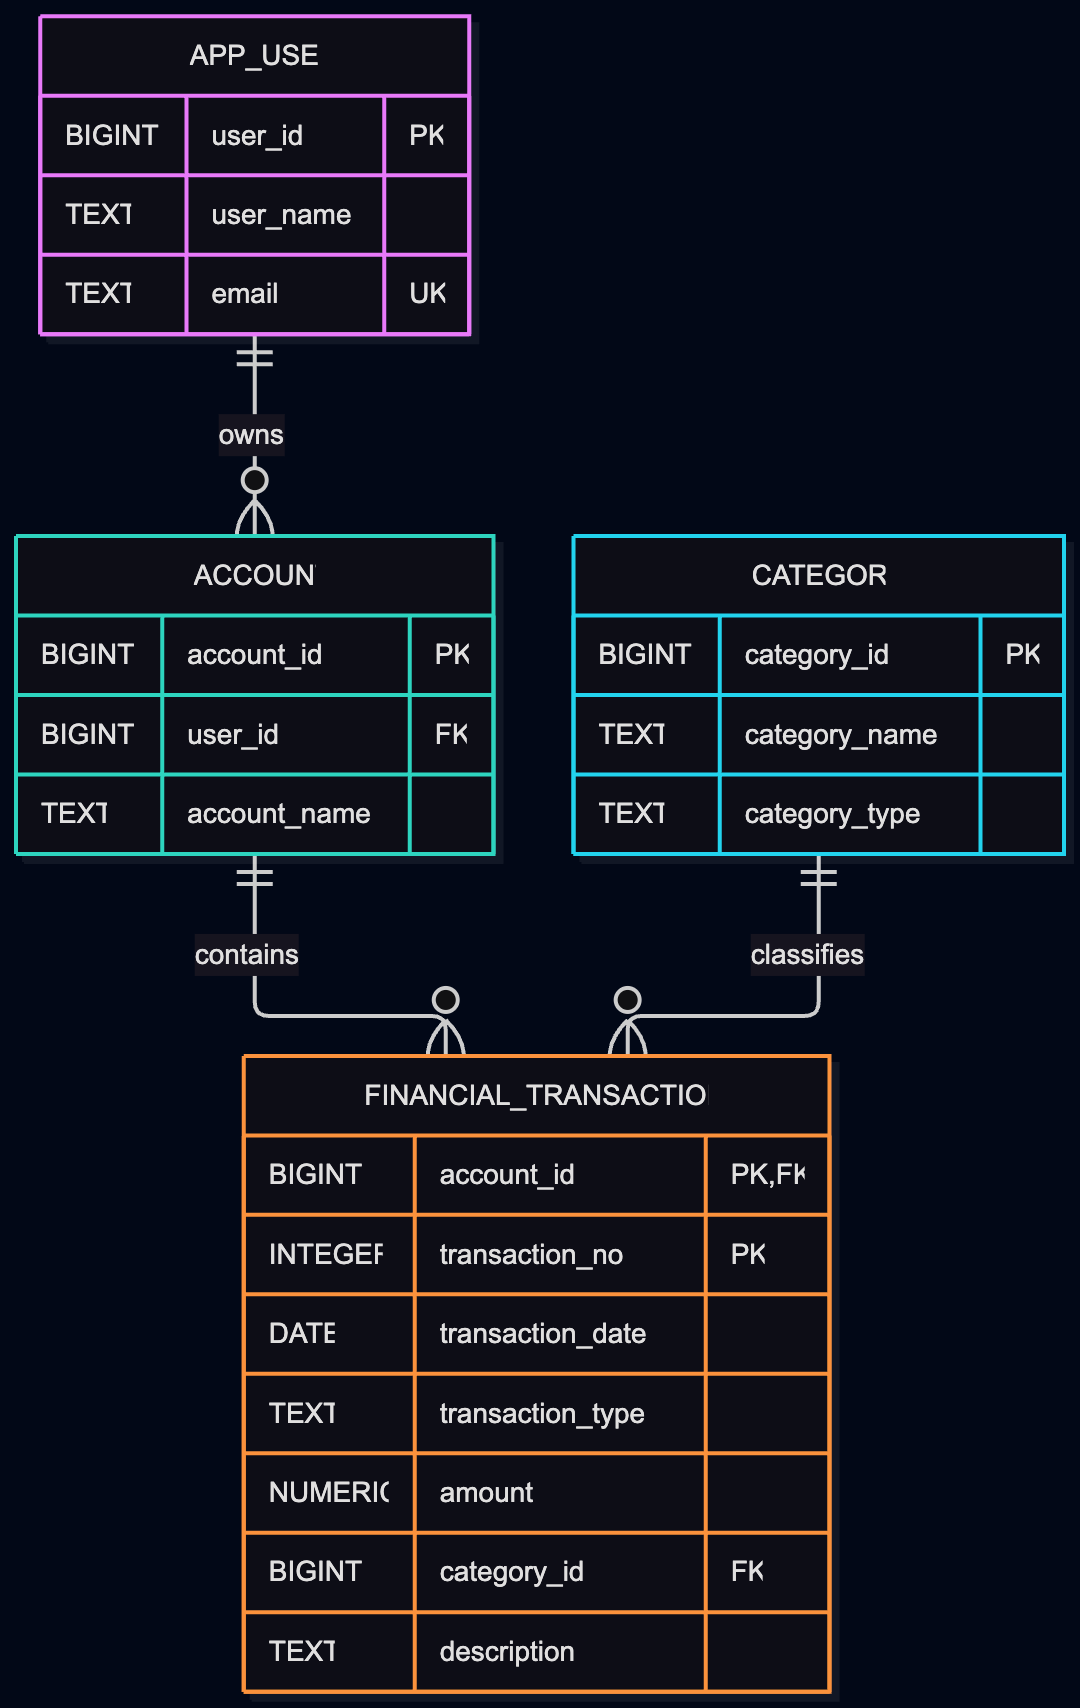 APP_USE
BIGINT user_id PK
TEXT user_name
TEXT email UK
owns
ACCOUN
BIGINT account_id PK
BIGINT user_id FK
TEXT account_name
CATEGOR
BIGINT category_id PK
TEXT category_name
TEXT category_type
contains
classifies
FINANCIAL_TRANSACTIO
BIGINT account_id PK,FK
INTEGER transaction_no PK
DATE transaction_date
TEXT transaction_type
NUMERIC amount
BIGINT category_id FK
TEXT description